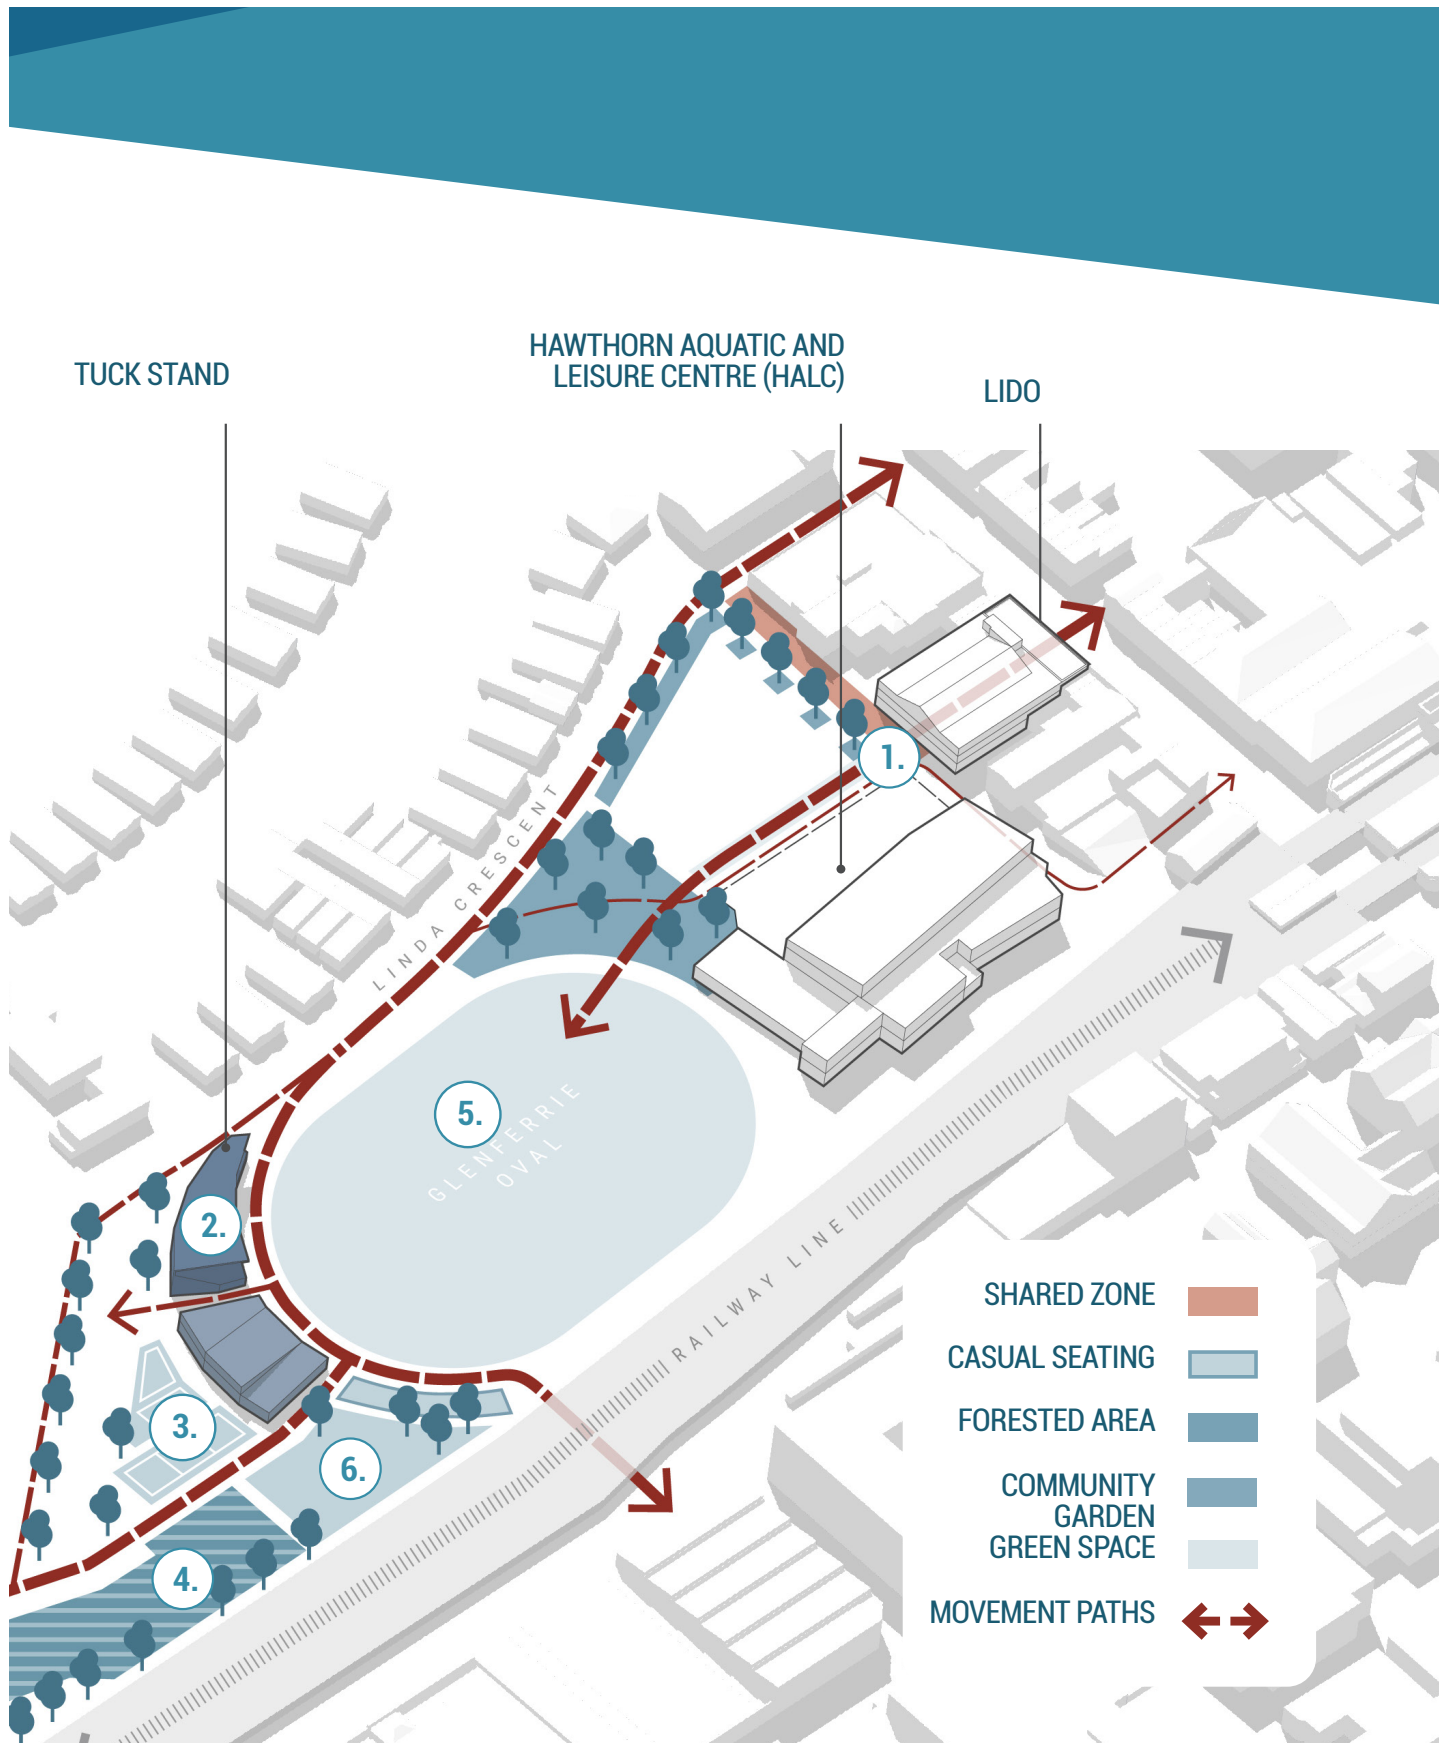 TUCK STAND
HAWTHORN AQUATIC AND
LEISURE CENTRE (HALC)
LIDO
1.
LINDA CRESCENT
5.
GLENFERRIE
OVAL
2.
RAILWAY LINE
3.
6.
4.
SHARED ZONE
CASUAL SEATING
FORESTED AREA
COMMUNITY
GARDEN
GREEN SPACE
MOVEMENT PATHS